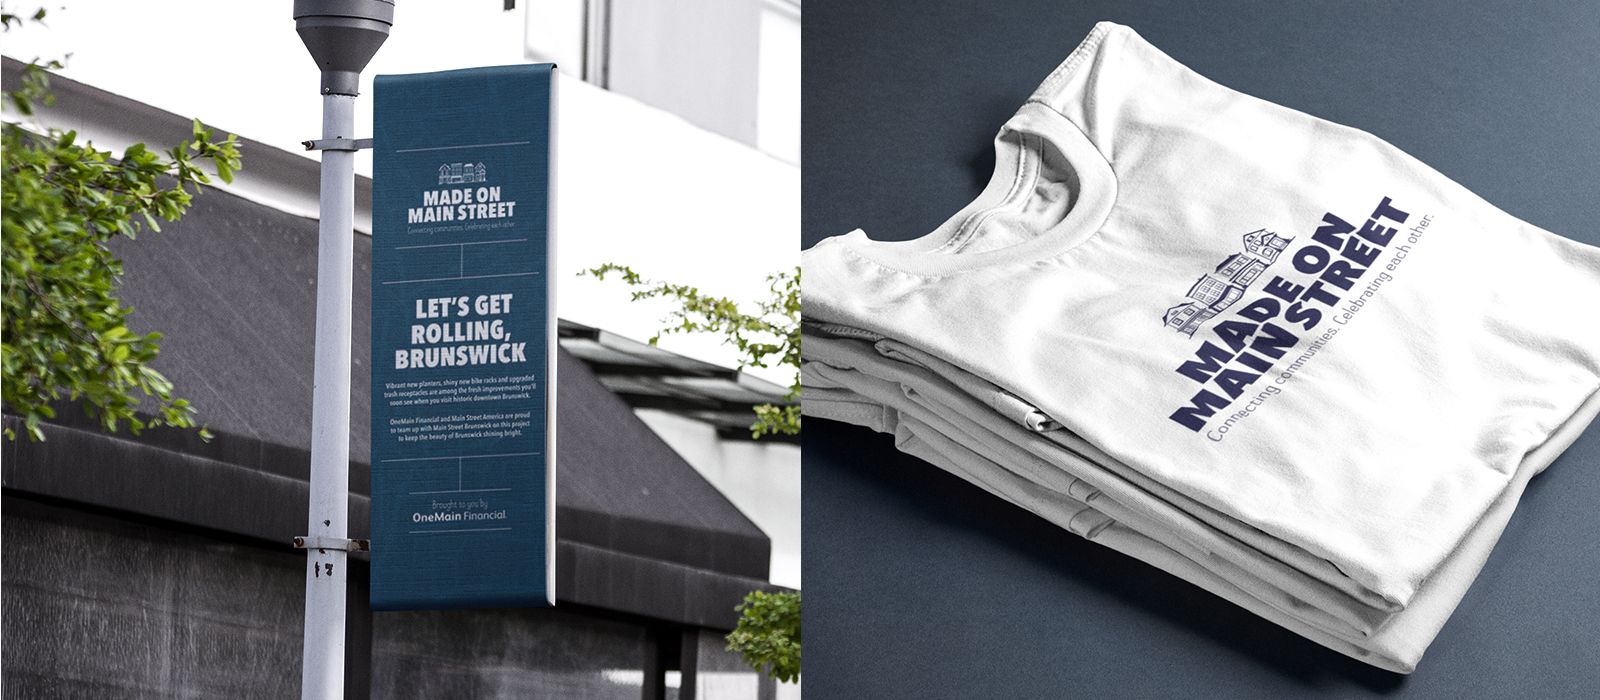 MADE ON
MAIN STREET
Connecting communities. Celebrating each other.
LET'S GET
ROLLING,
BRUNSWICK
Vibrant new planters, shiny new bike racks and upgraded
trash receptacles are among the fresh improvements you'll
soon see when you visit historic downtown Brunswick.
OneMain Financial and Main Street America are proud
to team up with Main Street Brunswick on this project
to keep the beauty of Brunswick shining bright.
Brought to you by
OneMain Financial.
MADE ON
MAIN STREET
Connecting communities. Celebrating each other.